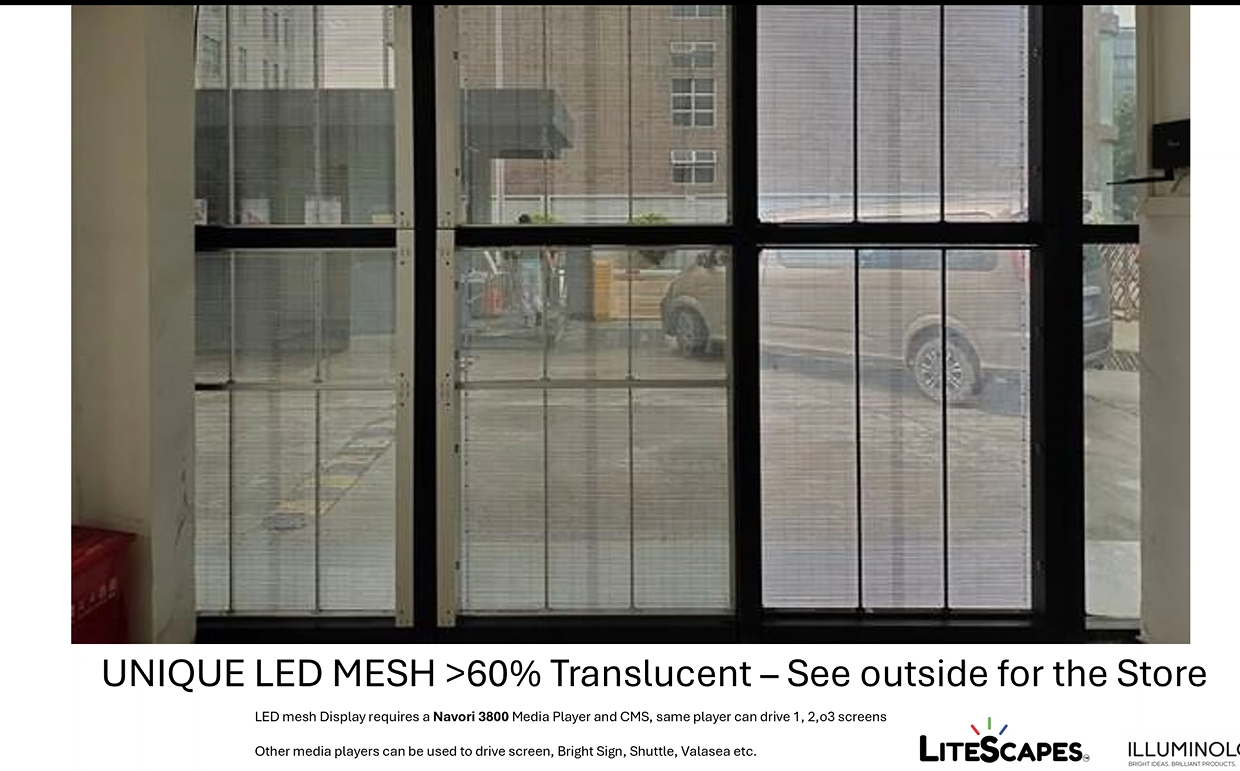 UNIQUE LED MESH >60% Translucent – See outside for the Store
LED mesh Display requires a Navori 3800 Media Player and CMS, same player can drive 1, 2,o3 screens
Other media players can be used to drive screen, Bright Sign, Shuttle, Valasea etc.
LITESCAPES
ILLUMINOLO
BRIGHT IDEAS. BRILLIANT PRODUCTS.